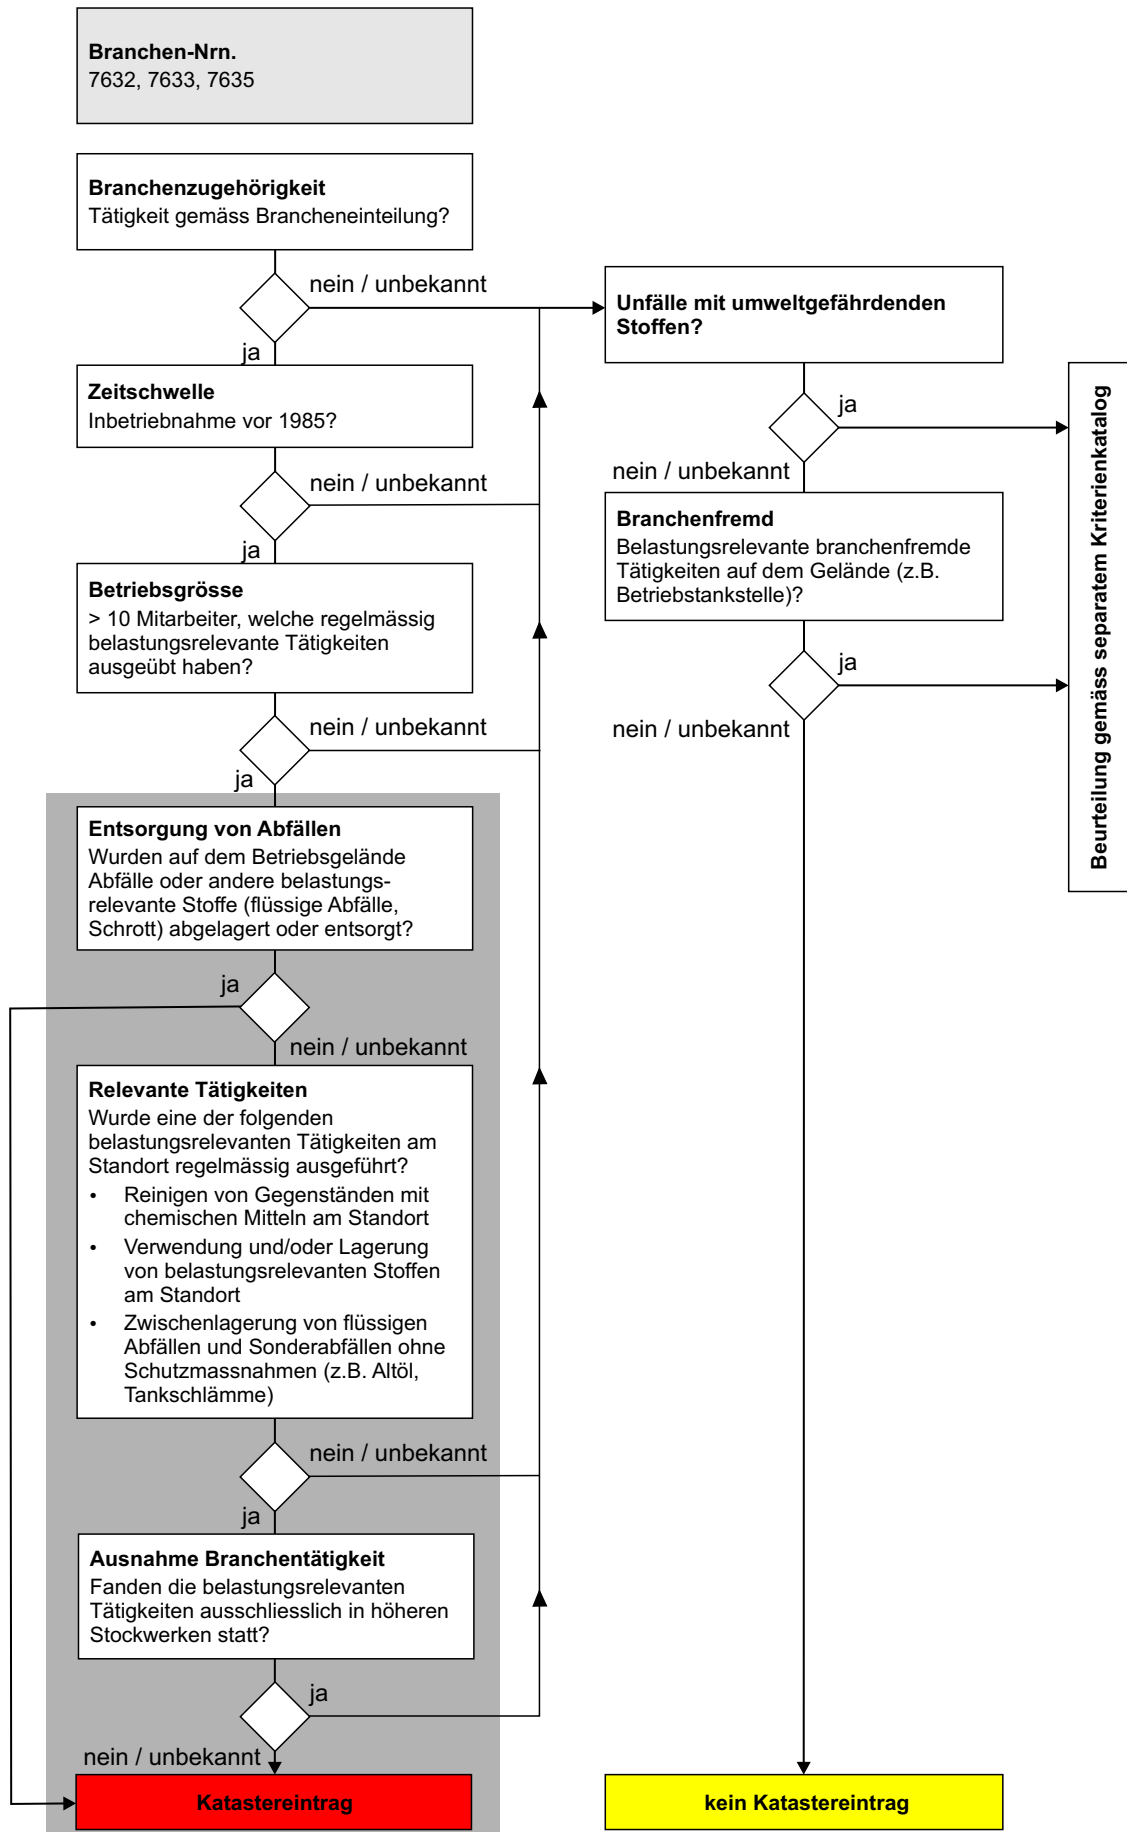 Branchen-Nrn.
7632, 7633, 7635
Branchenzugehörigkeit
Tätigkeit gemäss Brancheneinteilung?
nein / unbekannt
ja
Zeitschwelle
Inbetriebnahme vor 1985?
nein / unbekannt
ja
Betriebsgrösse
> 10 Mitarbeiter, welche regelmässig
belastungsrelevante Tätigkeiten
ausgeübt haben?
nein / unbekannt
ja
Entsorgung von Abfällen
Wurden auf dem Betriebsgelände
Abfälle oder andere belastungs-
relevante Stoffe (flüssige Abfälle,
Schrott) abgelagert oder entsorgt?
ja
nein / unbekannt
Relevante Tätigkeiten
Wurde eine der folgenden
belastungsrelevanten Tätigkeiten am
Standort regelmässig ausgeführt?
• Reinigen von Gegenständen mit
chemischen Mitteln am Standort
• Verwendung und/oder Lagerung
von belastungsrelevanten Stoffen
am Standort
• Zwischenlagerung von flüssigen
Abfällen und Sonderabfällen ohne
Schutzmassnahmen (z.B. Altöl,
Tankschlämme)
nein / unbekannt
ja
Ausnahme Branchentätigkeit
Fanden die belastungsrelevanten
Tätigkeiten ausschliesslich in höheren
Stockwerken statt?
ja
nein / unbekannt
Katastereintrag
Unfälle mit umweltgefährdenden
Stoffen?
ja
nein / unbekannt
Branchenfremd
Belastungsrelevante branchenfremde
Tätigkeiten auf dem Gelände (z.B.
Betriebstankstelle)?
ja
nein / unbekannt
kein Katastereintrag
Beurteilung gemäss separatem Kriterienkatalog